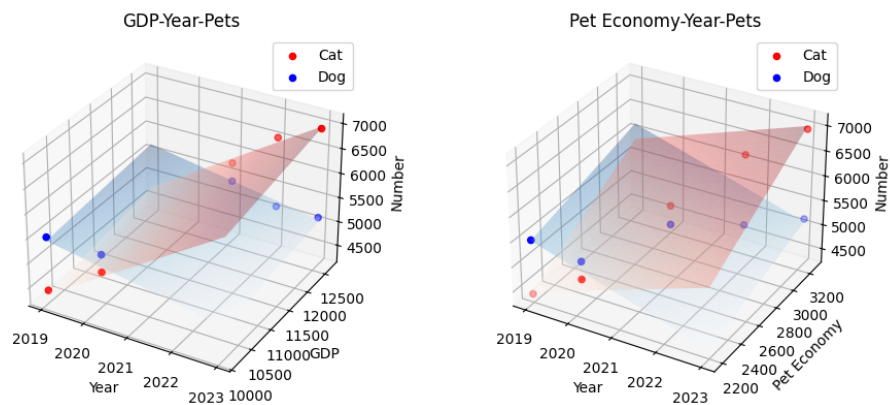 GDP-Year-Pets
Cat
Dog
7000
6500
6000
5500
5000
4500
Number
12500
12000
11500
11000
10500
10000
GDP
2019
2020
2021
2022
2023
Year
Pet Economy-Year-Pets
Cat
Dog
7000
6500
6000
5500
5000
4500
Number
3200
3000
2800
2600
2400
2200
Pet Economy
2019
2020
2021
2022
2023
Year